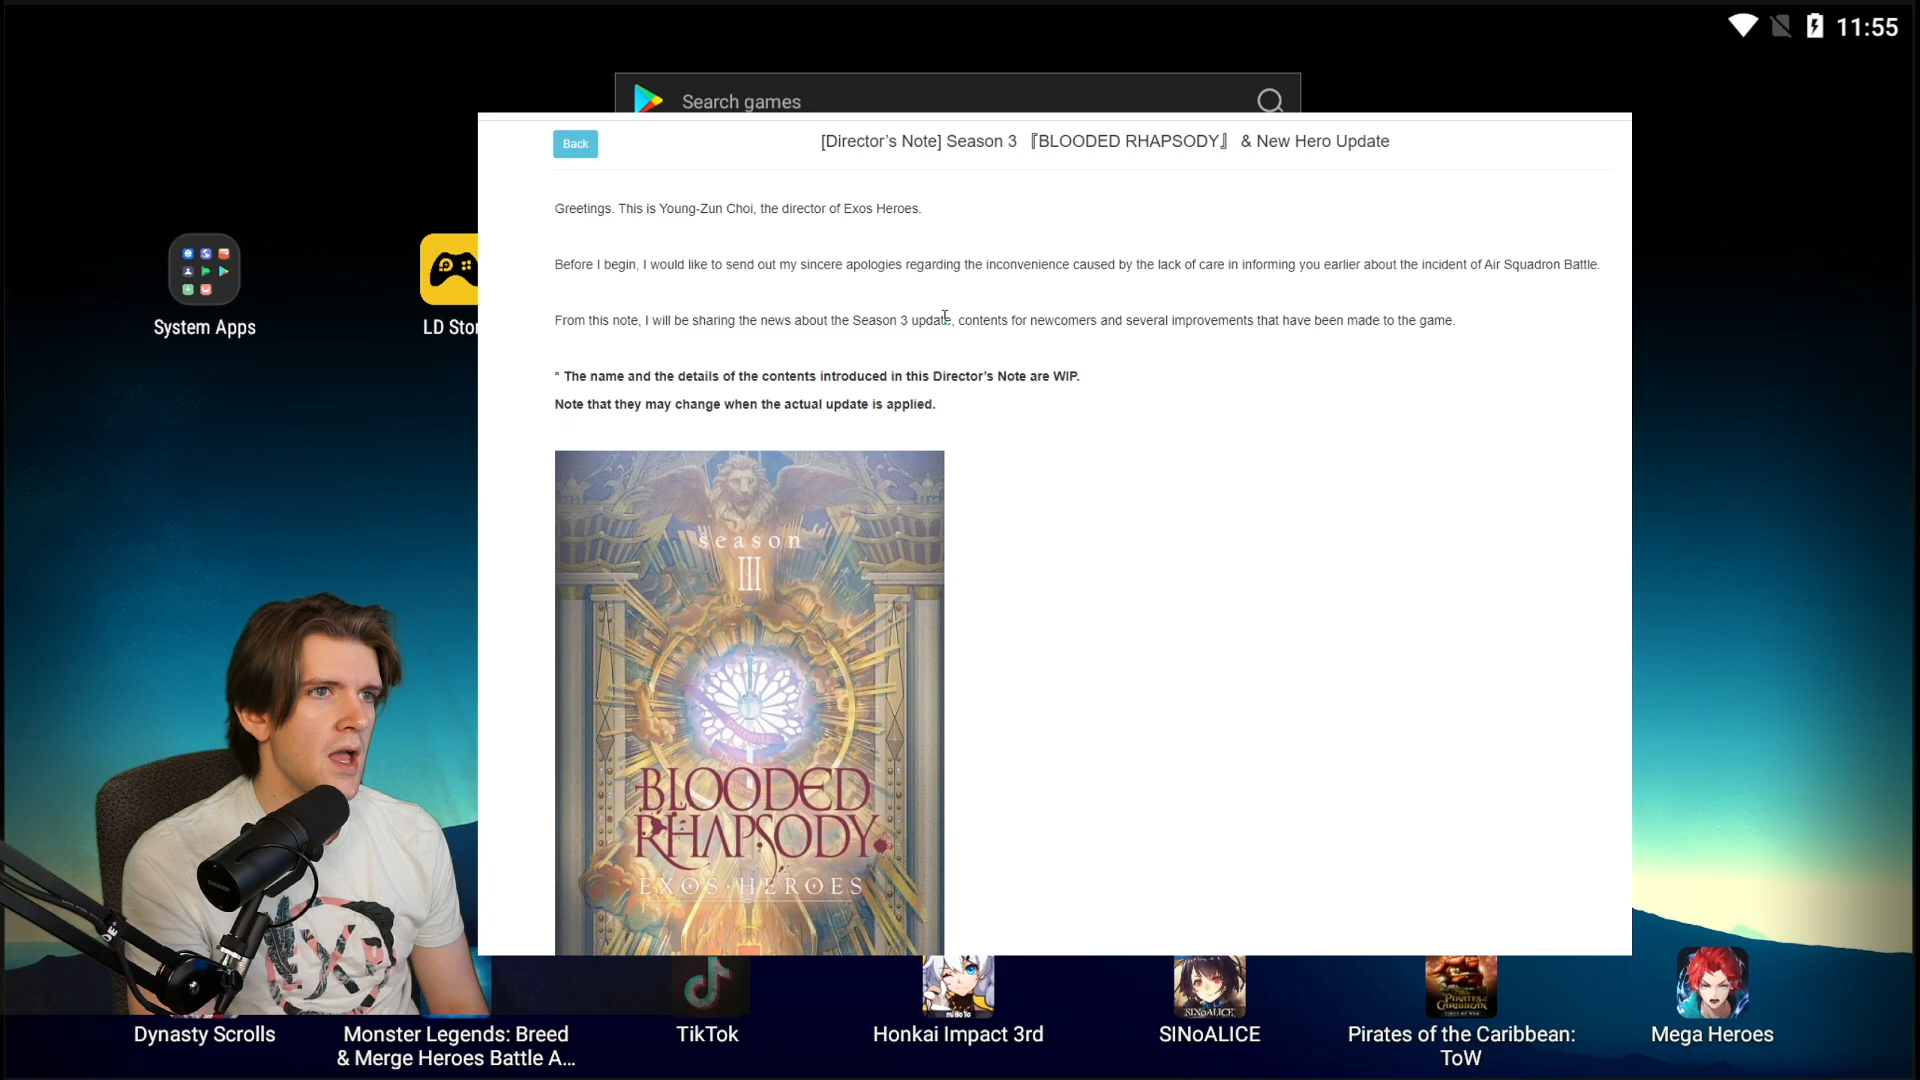 11:55
Search games
Back
[Director’s Note] Season 3 『BLOODED RHAPSODY』 & New Hero Update
Greetings. This is Young-Zun Choi, the director of Exos Heroes.
Before I begin, I would like to send out my sincere apologies regarding the inconvenience caused by the lack of care in informing you earlier about the incident of Air Squadron Battle.
From this note, I will be sharing the news about the Season 3 update, contents for newcomers and several improvements that have been made to the game.
* The name and the details of the contents introduced in this Director’s Note are WIP.
Note that they may change when the actual update is applied.
System Apps
LD Sto
season
III
BLOODED
RHAPSODY
EXOS·HEROES
EXP
miHoYo
SINoALICE
PIRATES of the
CARIBBEAN
Dynasty Scrolls
Monster Legends: Breed
& Merge Heroes Battle A...
TikTok
Honkai Impact 3rd
SINoALICE
Pirates of the Caribbean:
ToW
Mega Heroes